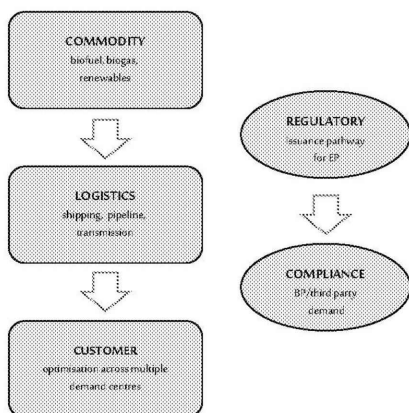 COMMODITY
biofuel, biogas,
renewables
LOGISTICS
shipping, pipeline,
transmission
CUSTOMER
optimisation across multiple
demand centres
REGULATORY
Issuance pathway
for EP
COMPLIANCE
BP/third party
demand